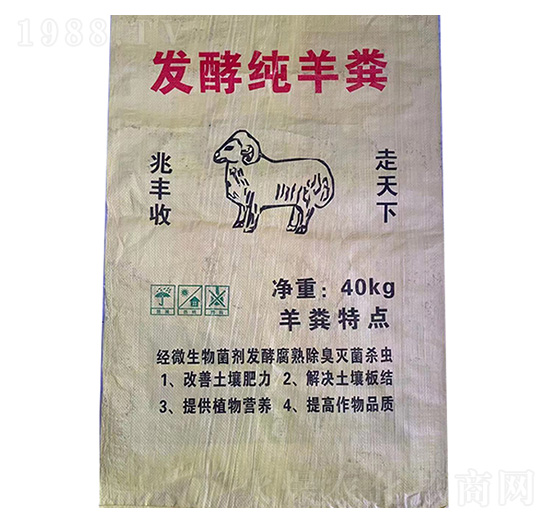 1988.TV
发酵纯羊粪
兆丰收
走天下
净重：40kg
羊粪特点
经微生物菌剂发酵腐熟除臭灭菌杀虫
1、改善土壤肥力 2、解决土壤板结
3、提供植物营养 4、提高作物品质